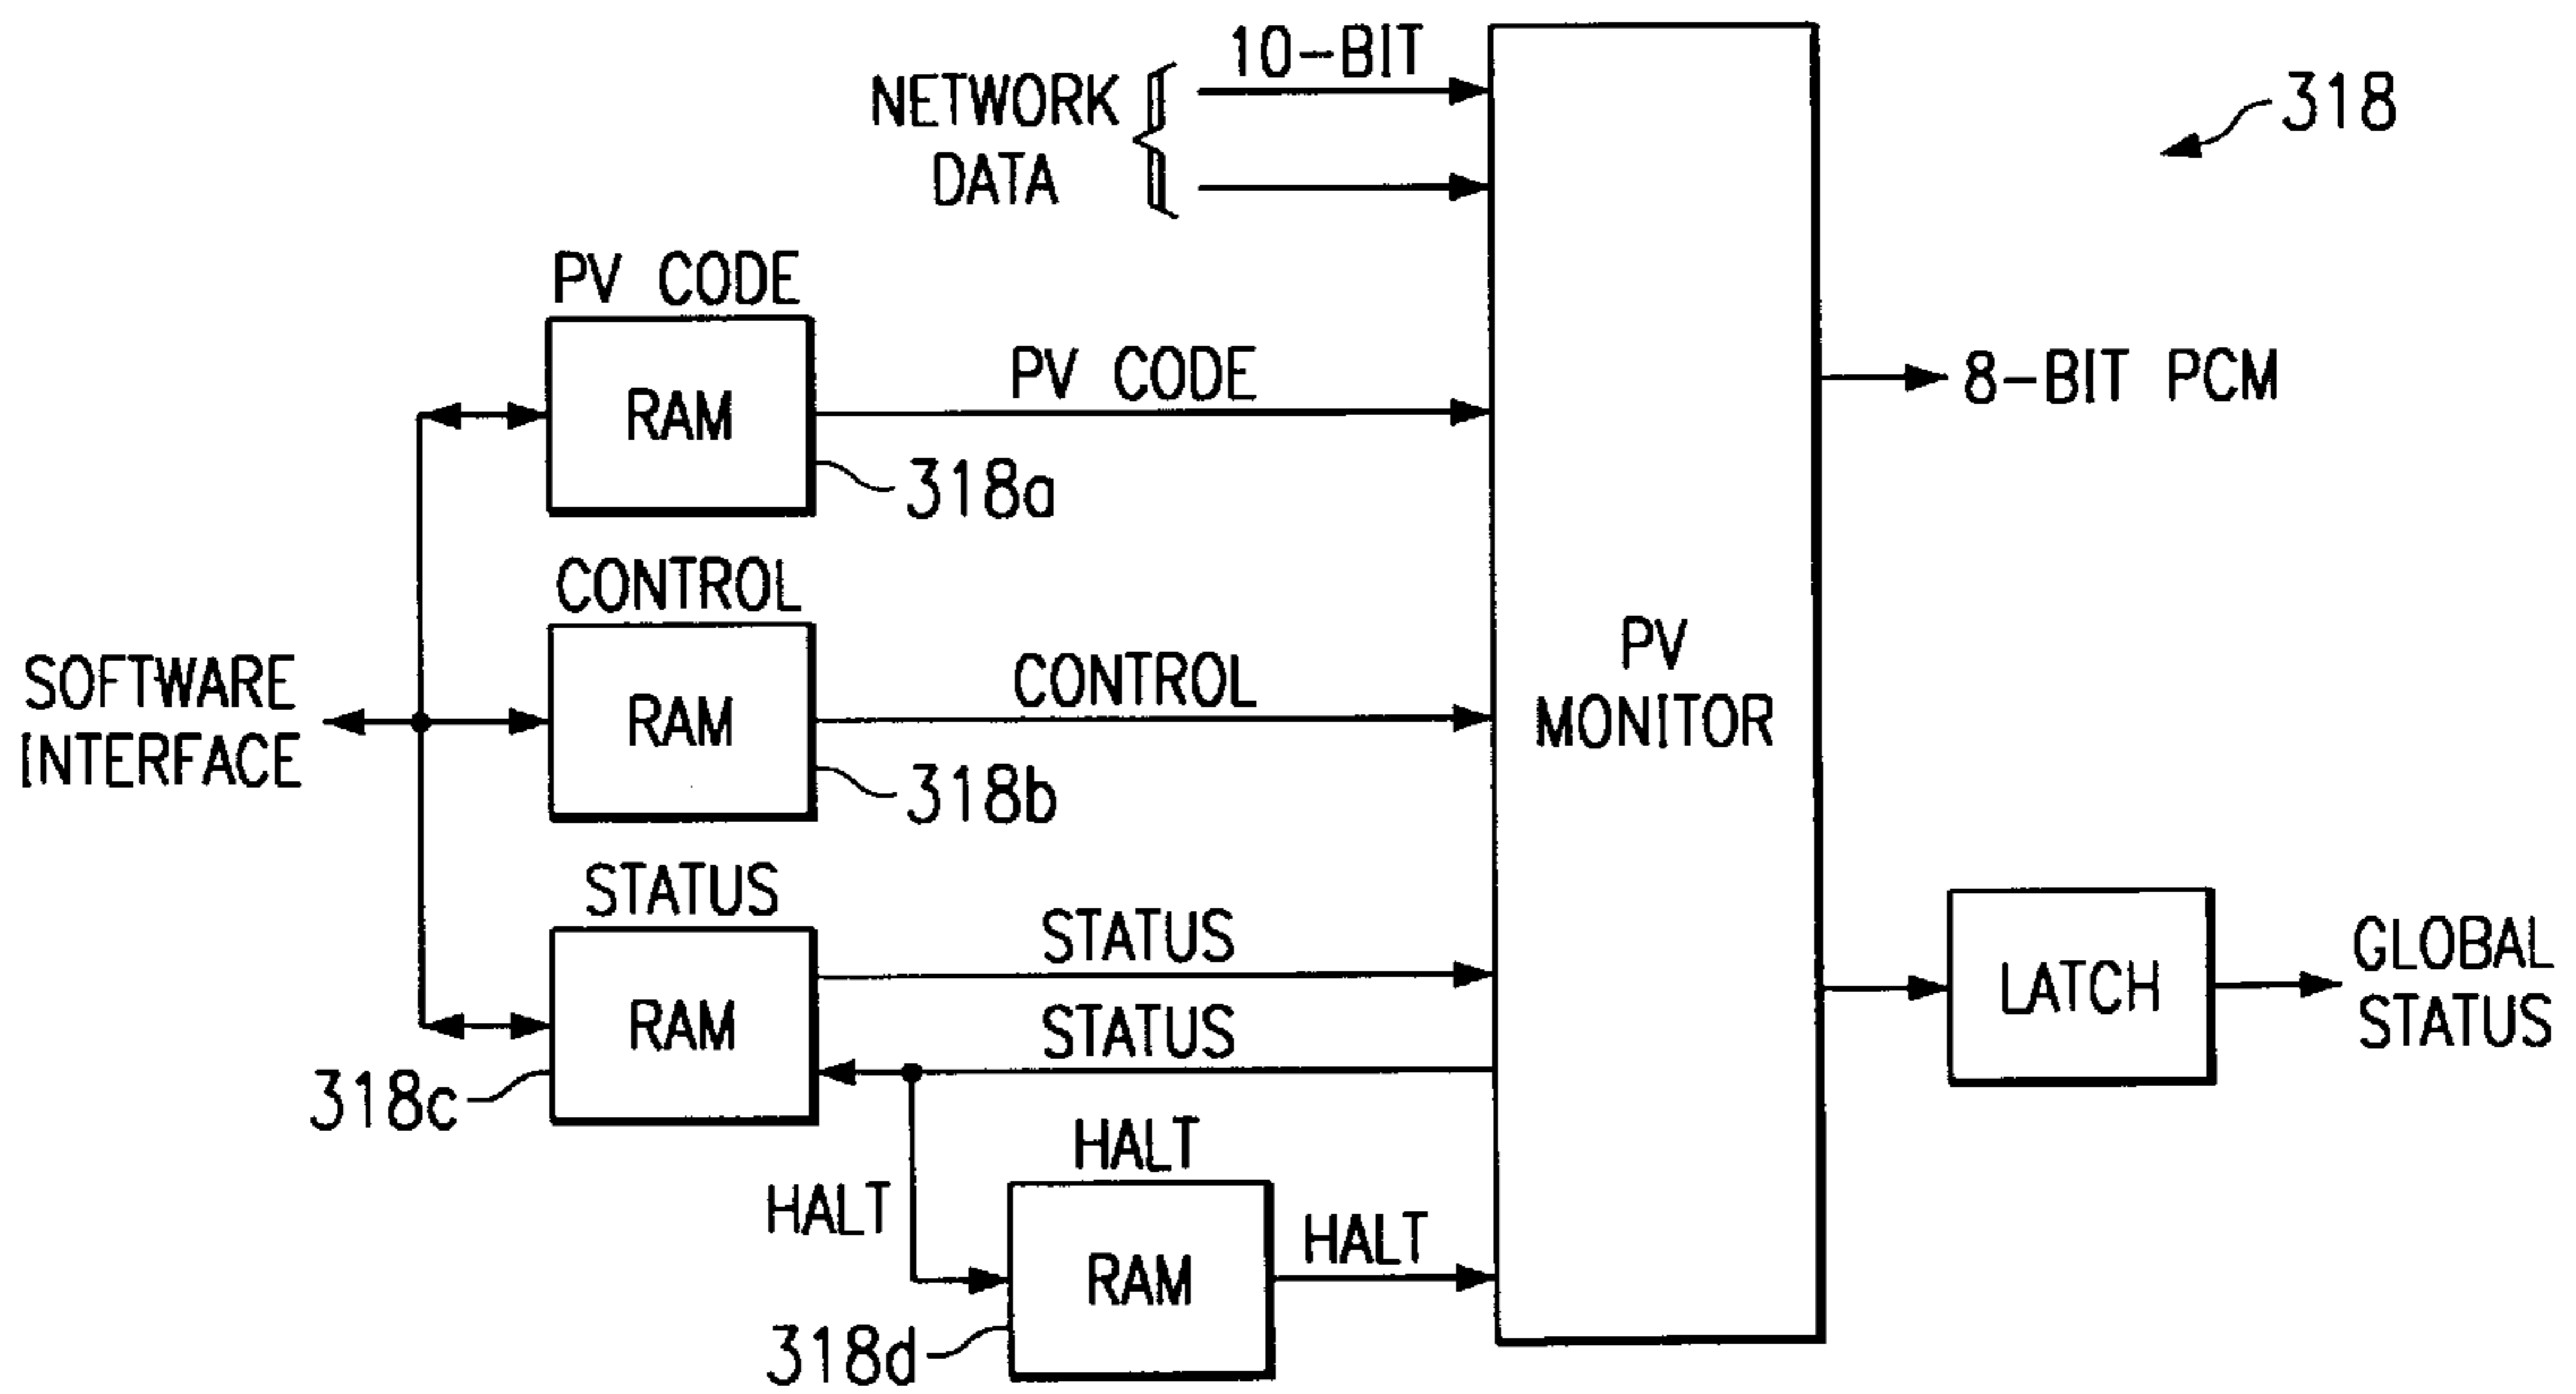 10-BIT
NETWORK
DATA
318
PV CODE
RAM
PV CODE
318a
8-BIT PCM
CONTROL
RAM
CONTROL
318b
SOFTWARE
INTERFACE
PV
MONITOR
STATUS
RAM
STATUS
STATUS
318c
LATCH
GLOBAL
STATUS
HALT
HALT
RAM
HALT
318d